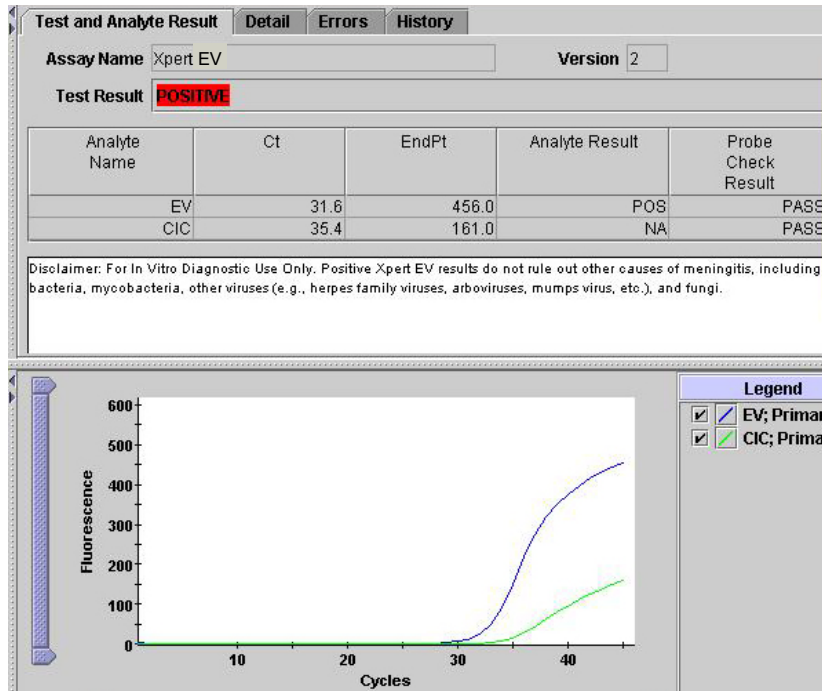 Test and Analyte Result Detail Errors History
Assay Name Xpert EV Version 2
Test Result POSITIVE
Analyte Name Ct EndPt Analyte Result Probe Check Result
EV 31.6 456.0 POS PASS
CIC 35.4 161.0 NA PASS
Disclaimer: For In Vitro Diagnostic Use Only. Positive Xpert EV results do not rule out other causes of meningitis, including
bacteria, mycobacteria, other viruses (e.g., herpes family viruses, arboviruses, mumps virus, etc.), and fungi.
Legend
EV; Primar
CIC; Prima
600
500
400
300
200
100
0
Fluorescence
10 20 30 40
Cycles